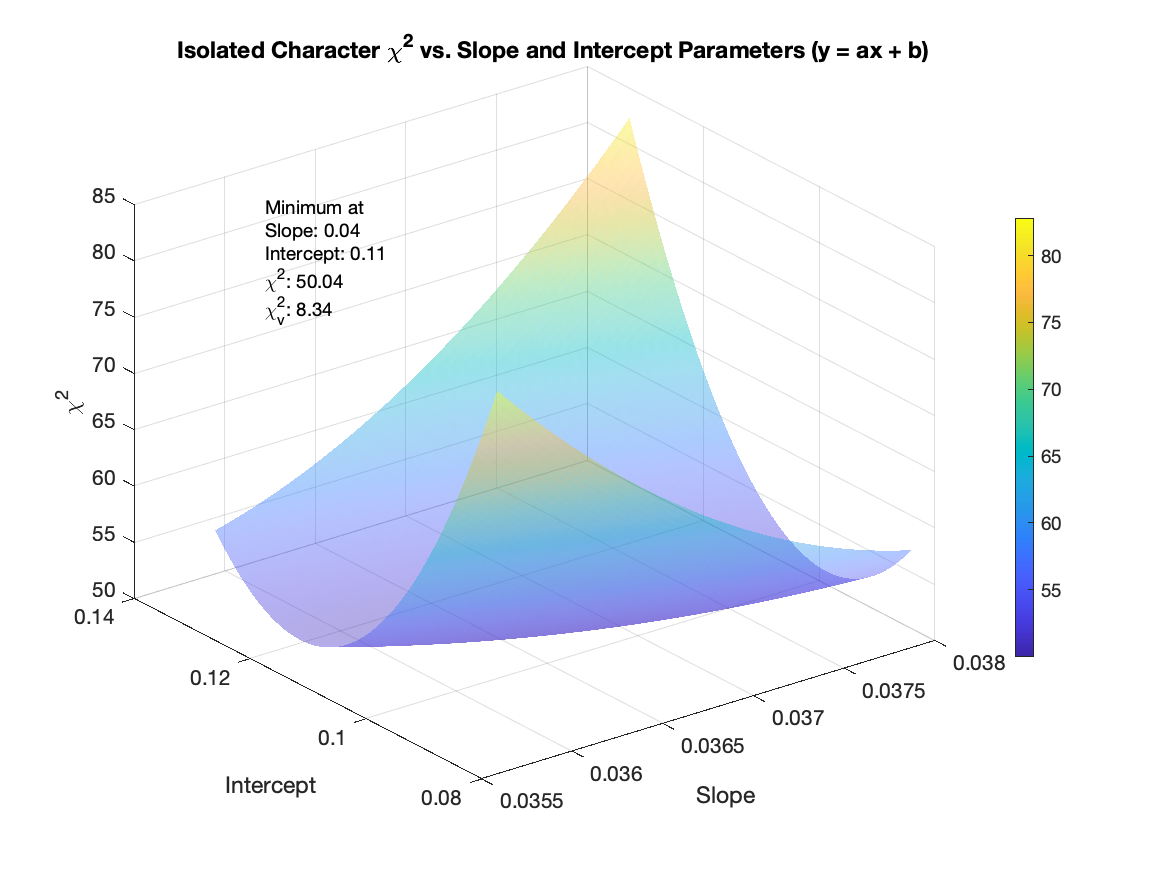 Isolated Character χ² vs. Slope and Intercept Parameters (y = ax + b)
Minimum at
Slope: 0.04
Intercept: 0.11
χ²: 50.04
χ²ᵥ: 8.34
χ²
85
80
75
70
65
60
55
50
0.14
0.12
0.1
0.08
Intercept
0.0355
0.036
0.0365
0.037
0.0375
0.038
Slope
80
75
70
65
60
55